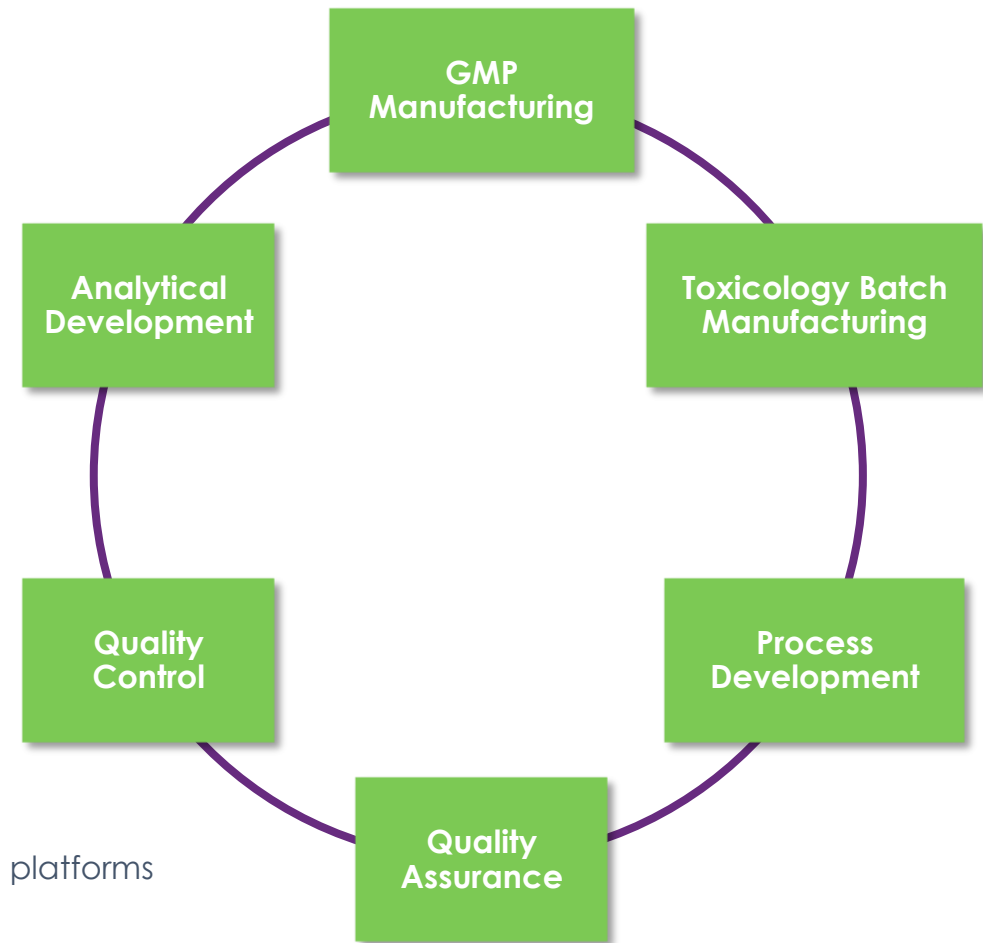 GMP
Manufacturing
Analytical
Development
Toxicology Batch
Manufacturing
Quality
Control
Process
Development
Quality
Assurance
platforms